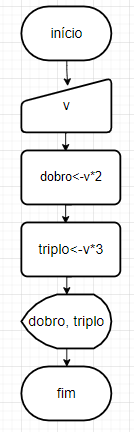 início
v
dobro<-v*2
triplo<-v*3
dobro, triplo
fim